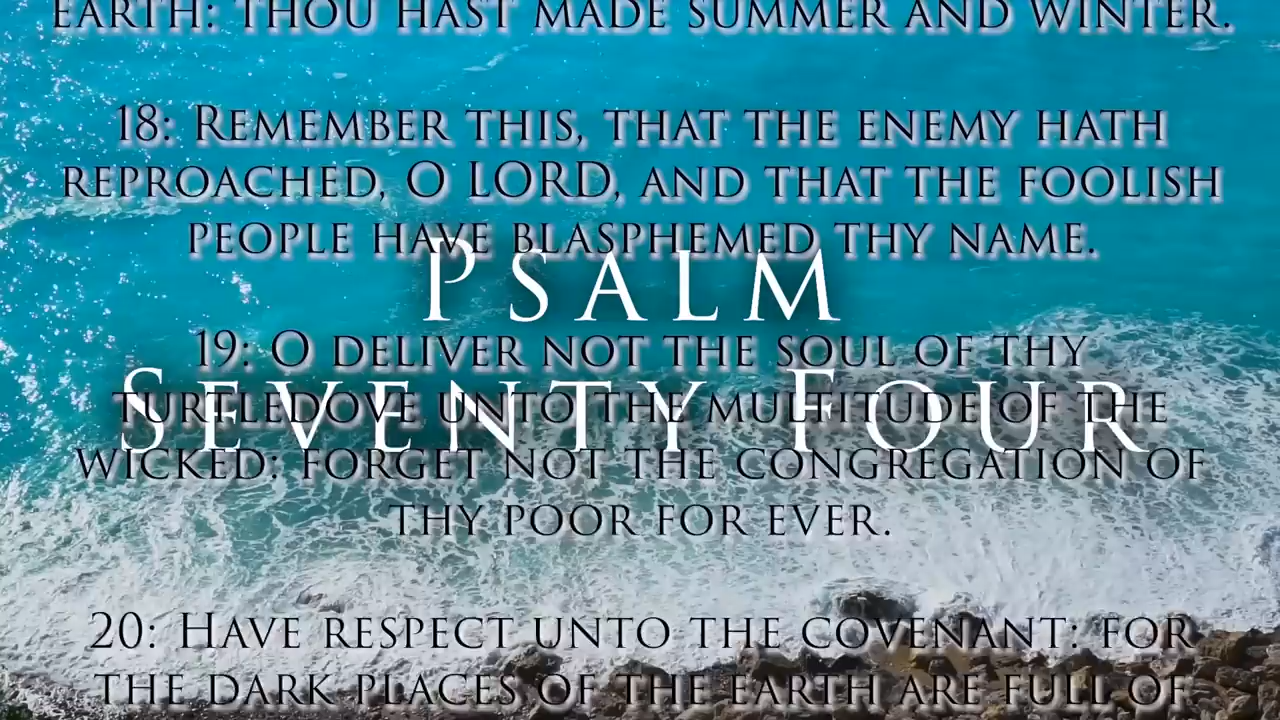 EARTH: THOU HAST MADE SUMMER AND WINTER.
18: REMEMBER THIS, THAT THE ENEMY HATH
REPROACHED, O LORD, AND THAT THE FOOLISH
PEOPLE HAVE BLASPHEMED THY NAME.
PSALM
19: O DELIVER NOT THE SOUL OF THY
SEVENTY FOUR
TURTLEDOVE UNTO THE MULTITUDE OF THE
WICKED: FORGET NOT THE CONGREGATION OF
THY POOR FOR EVER.
20: HAVE RESPECT UNTO THE COVENANT: FOR
THE DARK PLACES OF THE EARTH ARE FULL OF